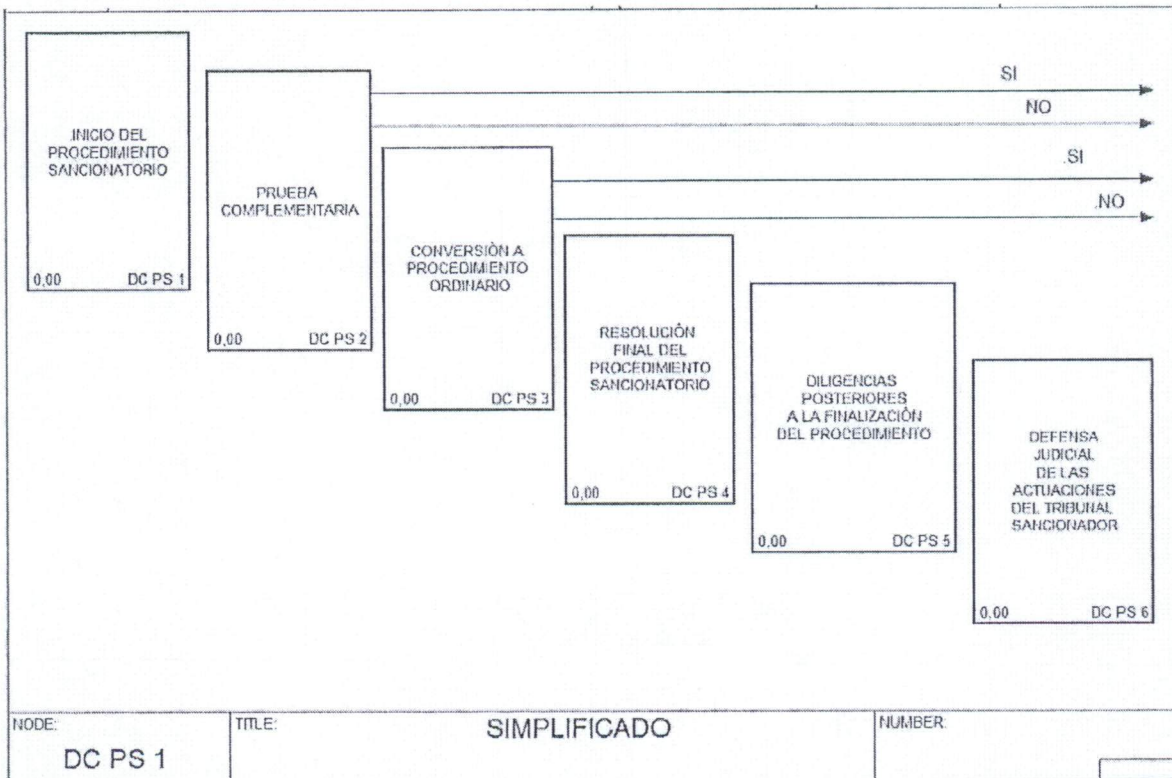 .INICIO DEL
PROCEDIMIENTO
SANCIONATORIO
0,00 DC PS 1
PRUEBA
COMPLEMENTARIA
0,00 DC PS 2
SI
NO
.SI
.NO
CONVERSIÓN A
PROCEDIMIENTO
ORDINARIO
0,00 DC PS 3
RESOLUCIÓN
FINAL DEL
PROCEDIMIENTO
SANCIONATORIO
0,00 DC PS 4
DILIGENCIAS
POSTERIORES
A LA FINALIZACIÓN
DEL PROCEDIMIENTO
0,00 DC PS 5
DEFENSA
JUDICIAL
DE LAS
ACTUACIONES
DEL TRIBUNAL
SANCIONADOR
0,00 DC PS 6
NODE: TITLE: SIMPLIFICADO NUMBER:
DC PS 1